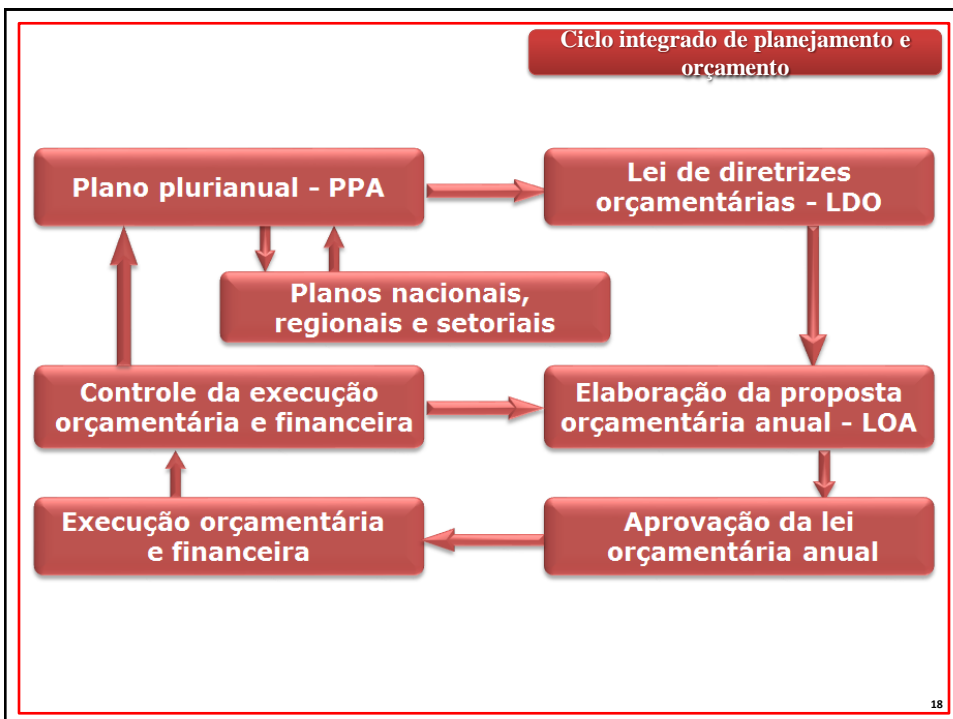 Ciclo integrado de planejamento e
orçamento
Plano plurianual - PPA
Lei de diretrizes
orçamentárias - LDO
Planos nacionais,
regionais e setoriais
Controle da execução
orçamentária e financeira
Elaboração da proposta
orçamentária anual - LOA
Execução orçamentária
e financeira
Aprovação da lei
orçamentária anual
18